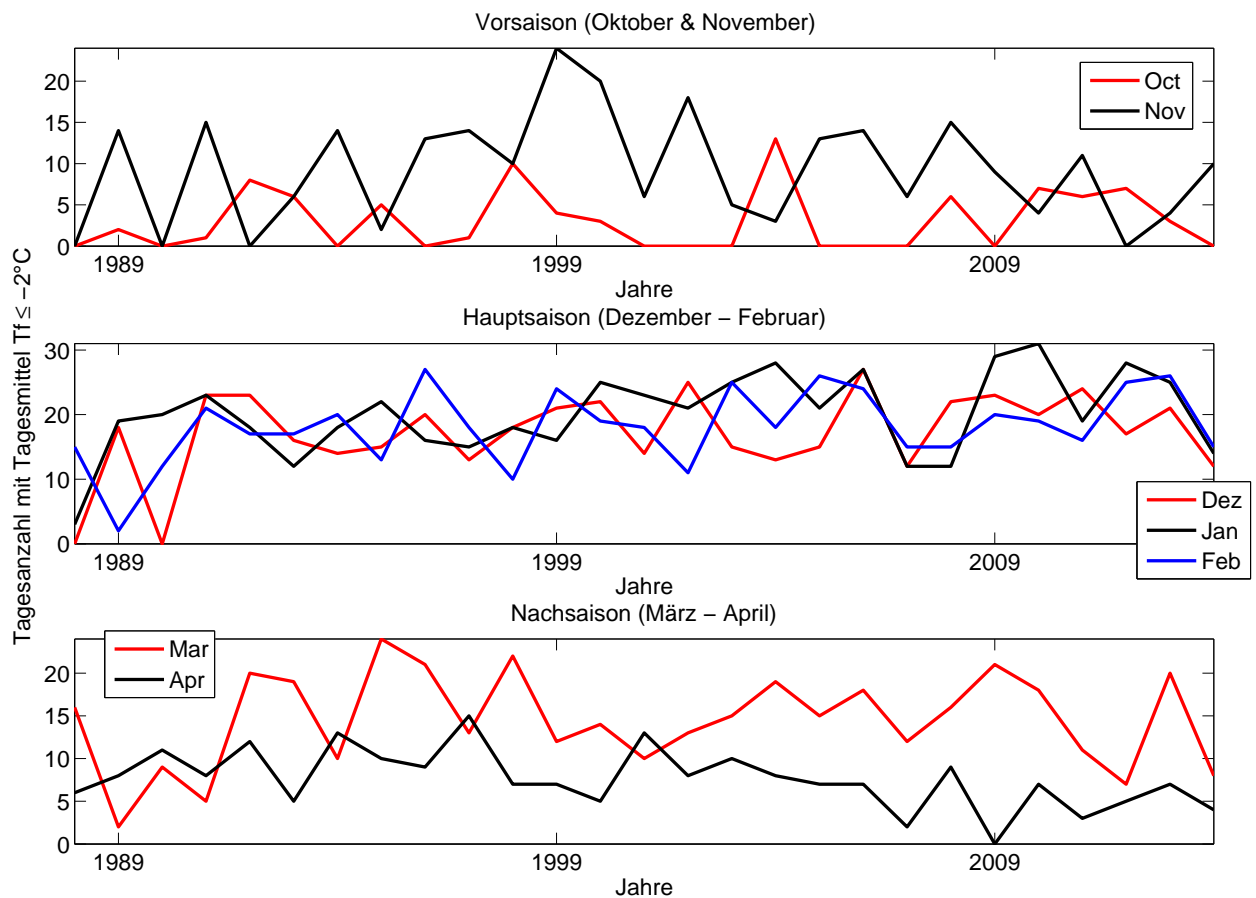 Tagesanzahl mit Tagesmittel Tf ≤ −2°C
Vorsaison (Oktober & November)
20
15
10
5
0
Oct
Nov
1989
1999
2009
Jahre
Hauptsaison (Dezember − Februar)
30
20
10
0
Dez
Jan
Feb
1989
1999
2009
Jahre
Nachsaison (März − April)
Mar
Apr
20
15
10
5
0
1989
1999
2009
Jahre